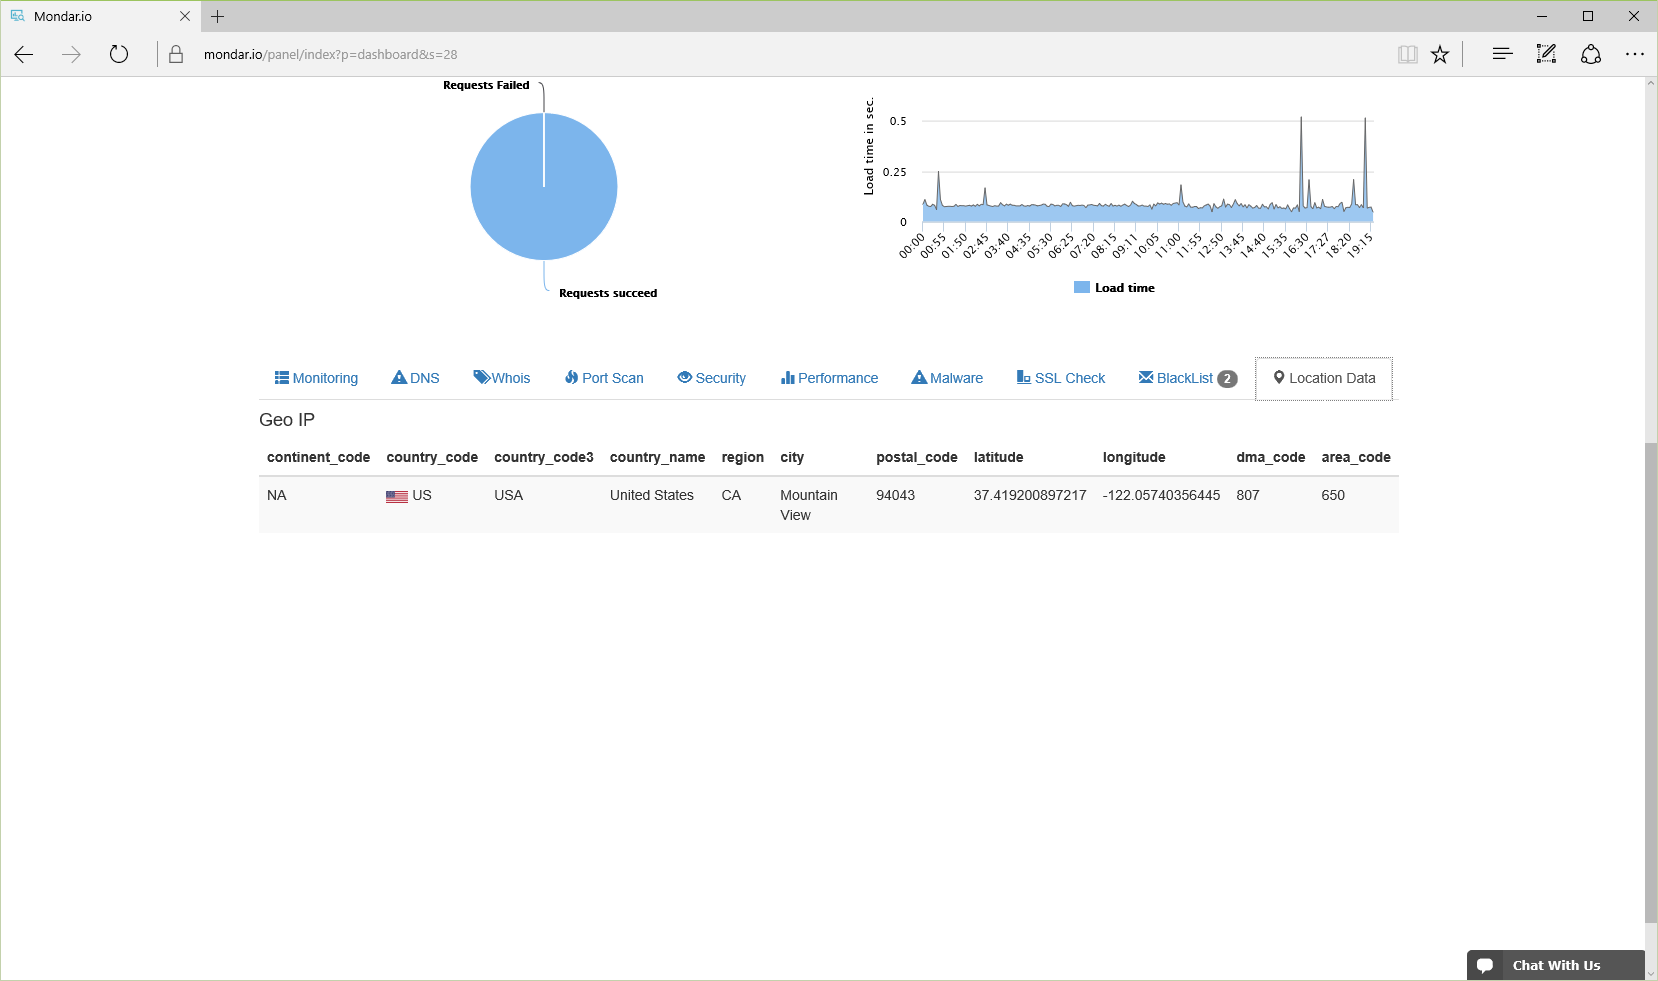 Mondar.io
mondar.io/panel/index?p=dashboard&s=28
Requests Failed
Requests succeed
Load time in sec.
0.5
0.25
0
00:00 00:55 01:50 02:45 03:40 04:35 05:30 06:25 07:20 08:15 09:11 10:05 11:00 11:55 12:50 13:45 14:40 15:35 16:30 17:27 18:20 19:15
Load time
Monitoring DNS Whois Port Scan Security Performance Malware SSL Check BlackList 2 Location Data
Geo IP
continent_code country_code country_code3 country_name region city postal_code latitude longitude dma_code area_code
NA US USA United States CA Mountain 94043 37.419200897217 -122.05740356445 807 650
View
Chat With Us